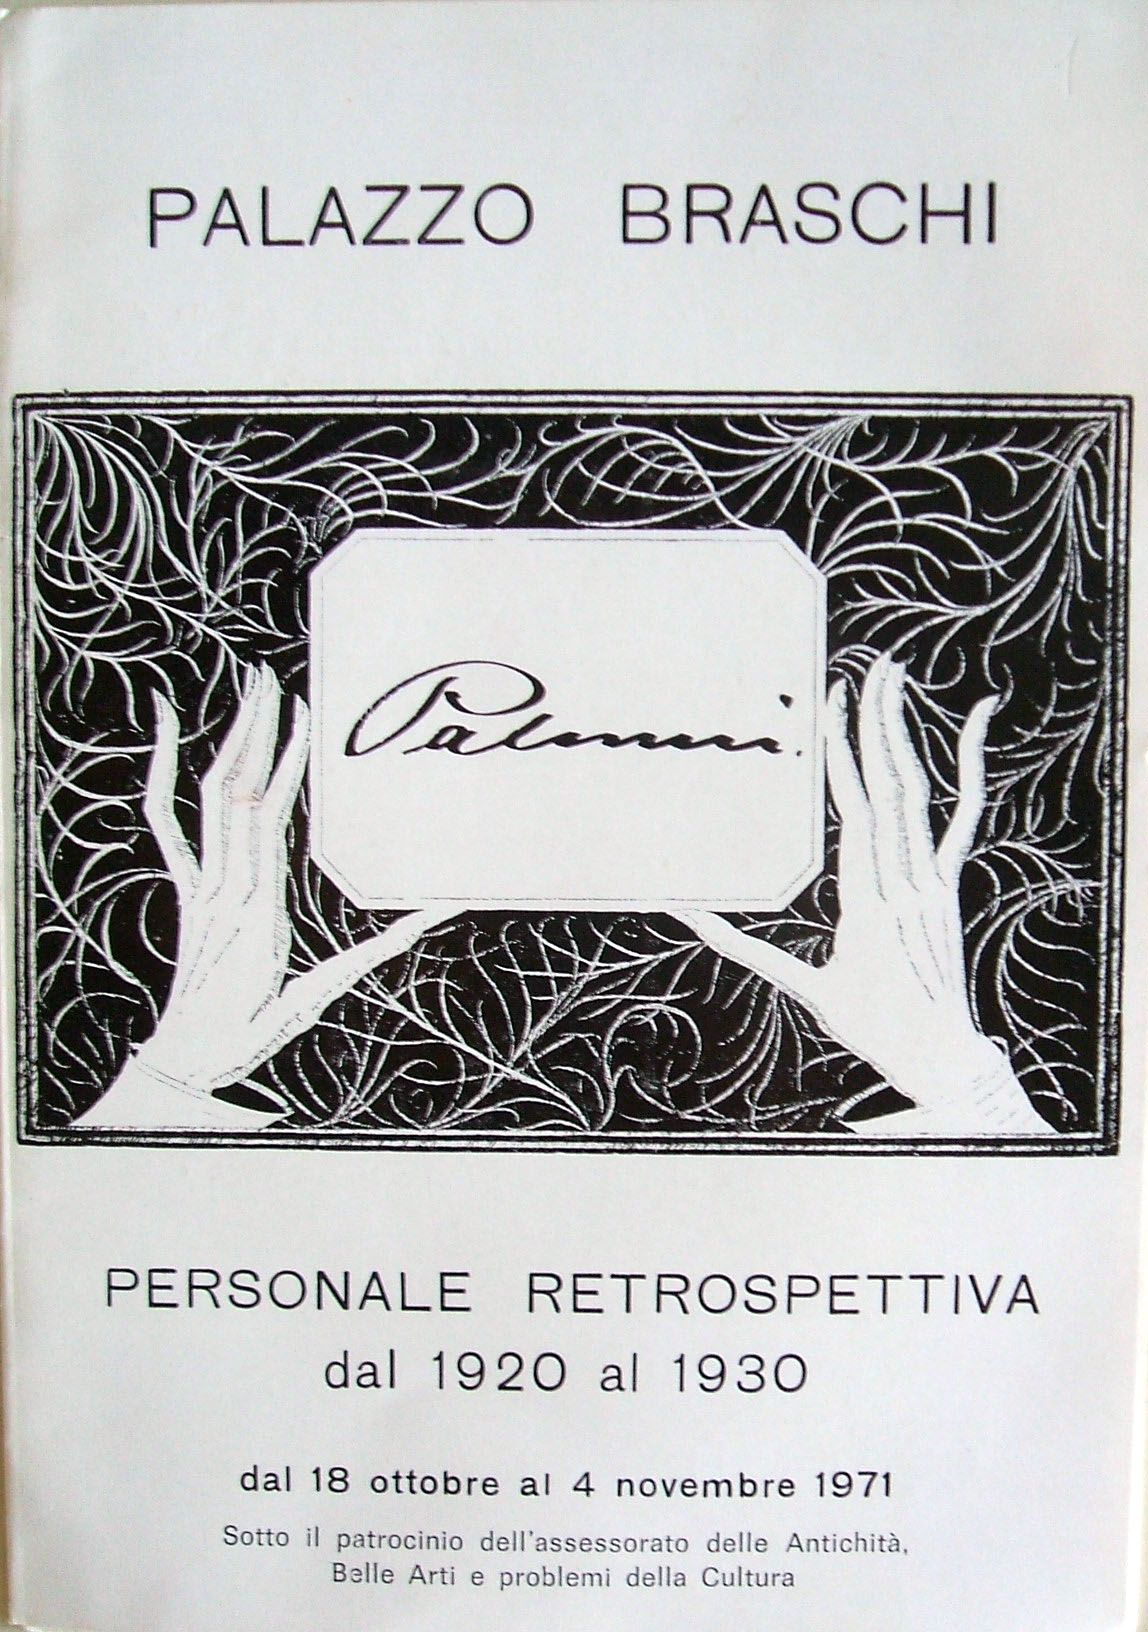 PALAZZO BRASCHI
PERSONALE RETROSPETTIVA
dal 1920 al 1930
dal 18 ottobre al 4 novembre 1971
Sotto il patrocinio dell'assessorato delle Antichità,
Belle Arti e problemi della Cultura